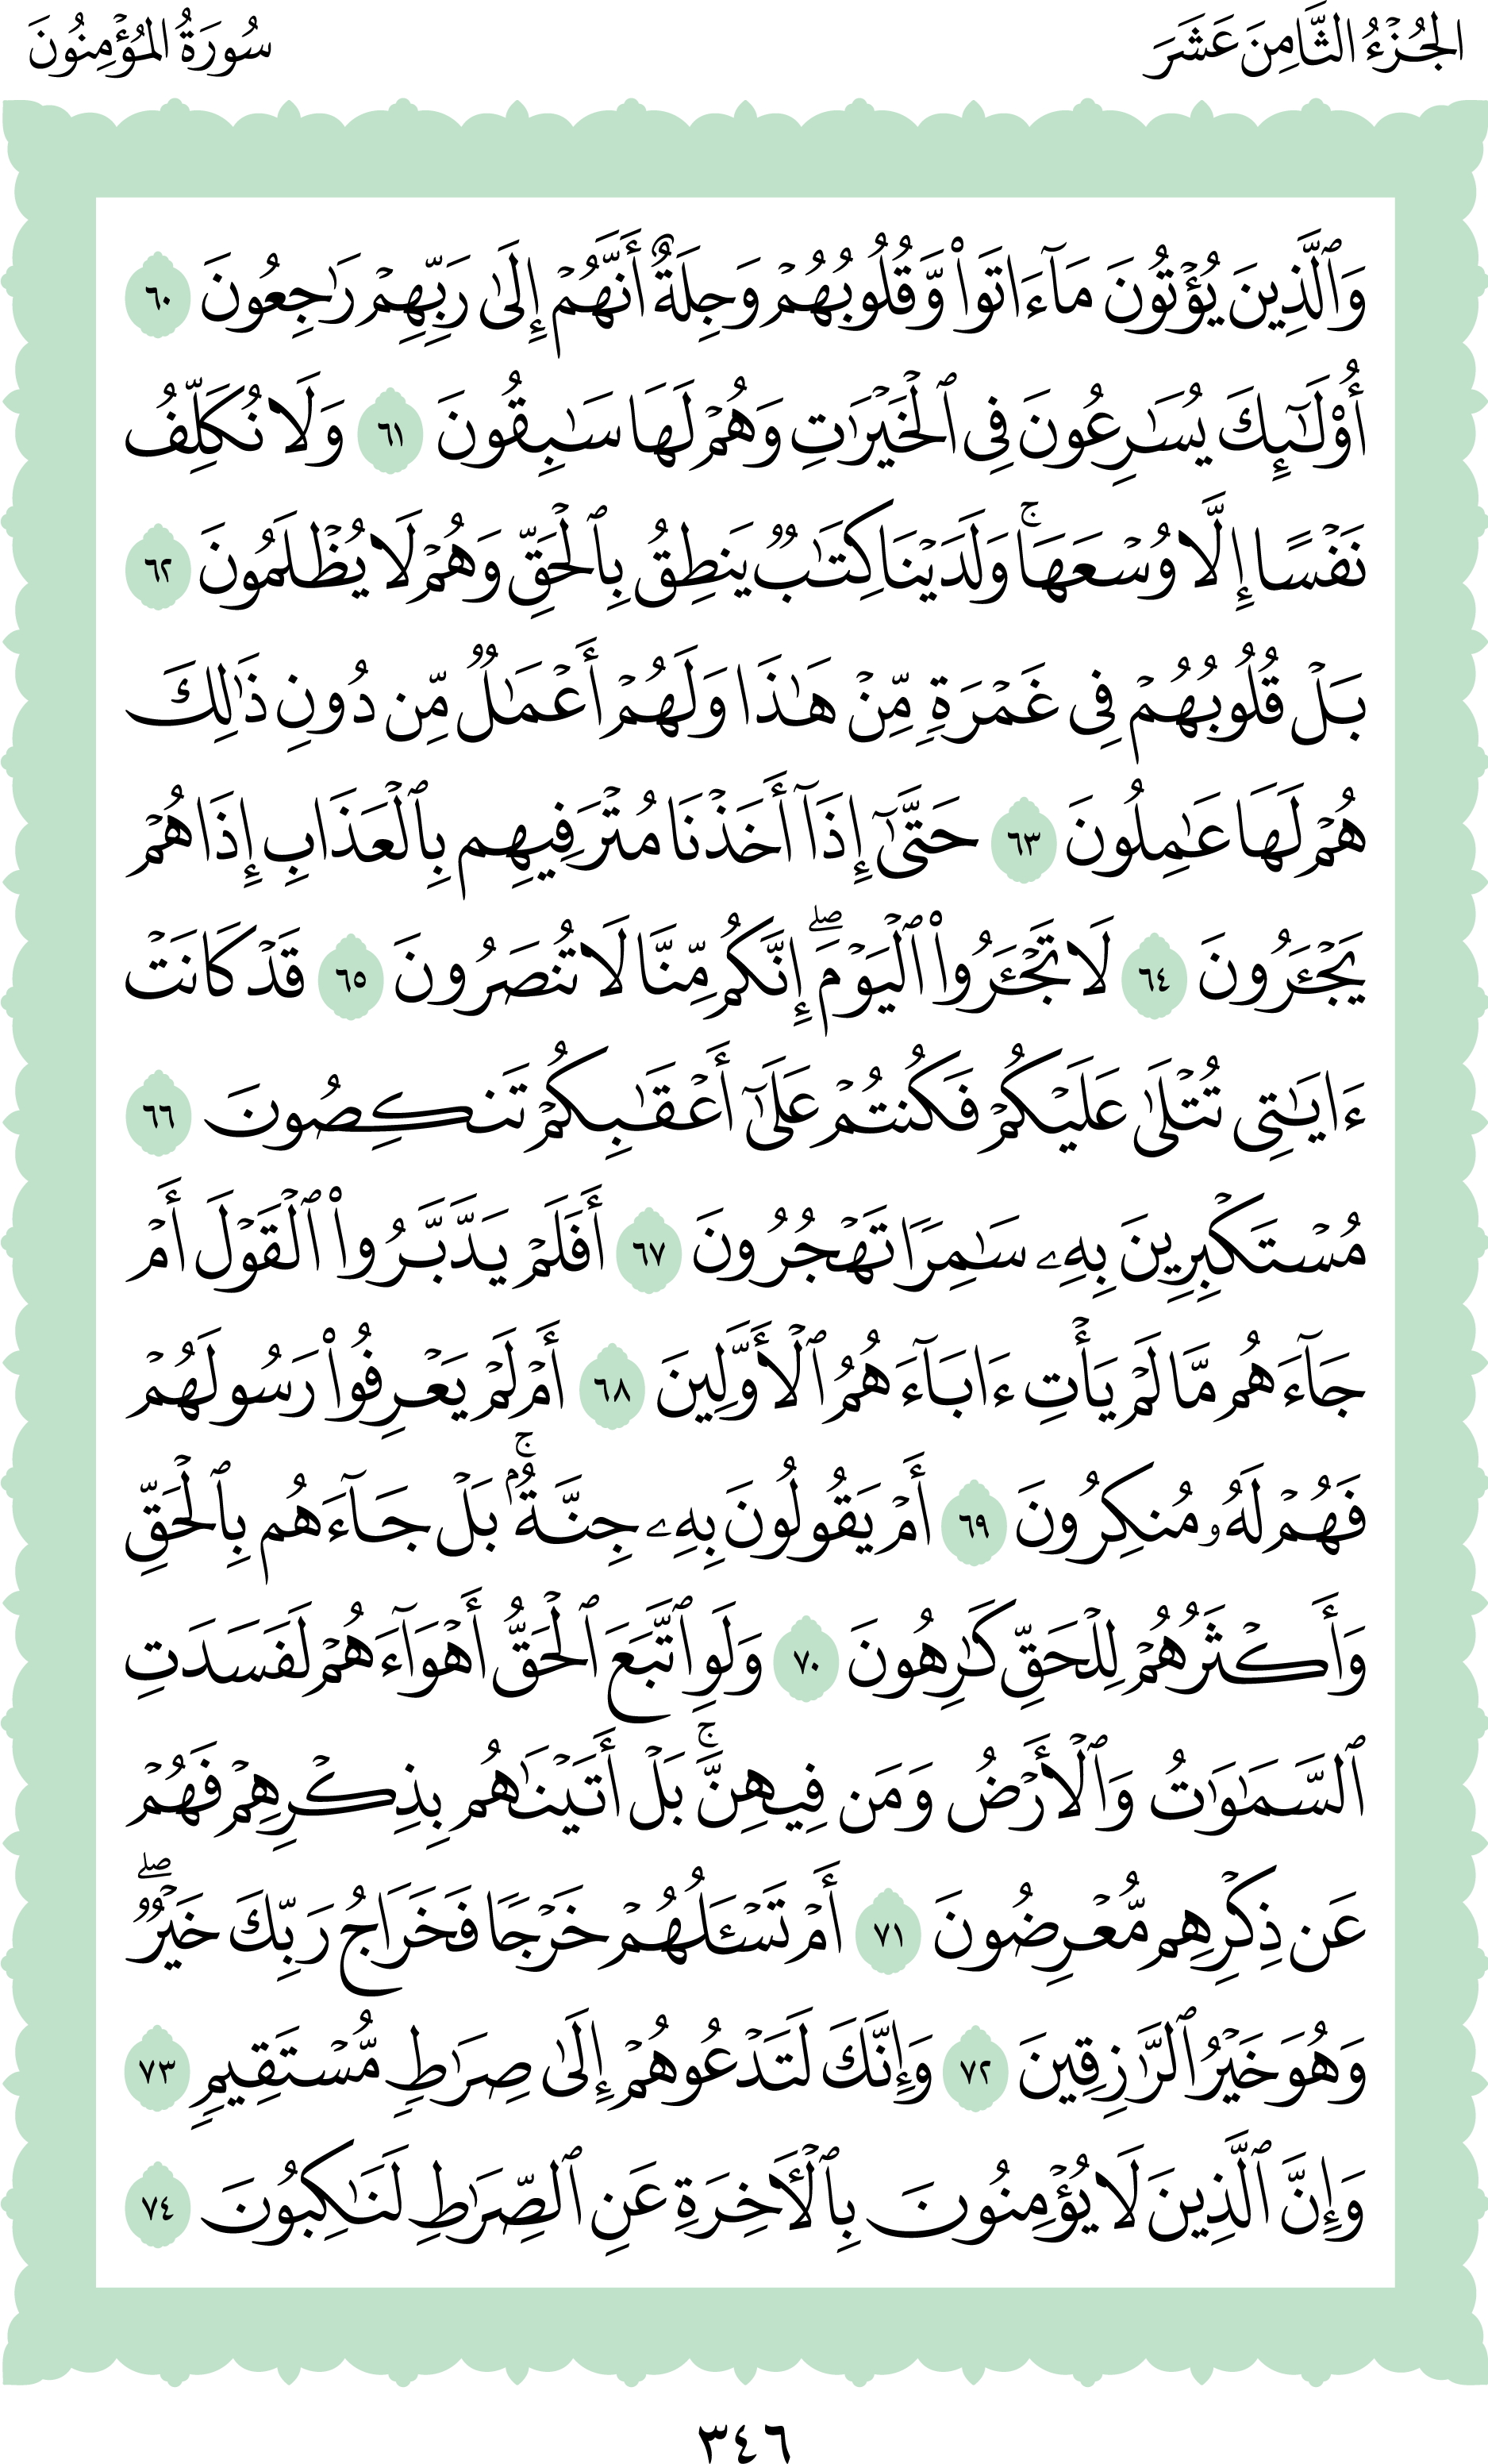 الجُزْءُ الثَّامِنَ عَشَرَ
سُورَةُ المُؤْمِنُونَ
وَٱلَّذِينَ يُؤْتُونَ مَآ ءَاتَوا۟ وَّقُلُوبُهُمْ وَجِلَةٌ أَنَّهُمْ إِلَىٰ رَبِّهِمْ رَٰجِعُونَ ٦٠
أُو۟لَـٰٓئِكَ يُسَـٰرِعُونَ فِى ٱلْخَيْرَٰتِ وَهُمْ لَهَا سَـٰبِقُونَ ٦١ وَلَا نُكَلِّفُ
نَفْسًا إِلَّا وُسْعَهَا ۚ وَلَدَيْنَا كِتَـٰبٌ يَنطِقُ بِٱلْحَقِّ وَهُمْ لَا يُظْلَمُونَ ٦٢
بَلْ قُلُوبُهُمْ فِى غَمْرَةٍ مِّنْ هَـٰذَا وَلَهُمْ أَعْمَـٰلٌ مِّن دُونِ ذَٰلِكَ
هُمْ لَهَا عَـٰمِلُونَ ٦٣ حَتَّىٰٓ إِذَآ أَخَذْنَا مُتْرَفِيهِم بِٱلْعَذَابِ إِذَا هُمْ
يَجْـَٔرُونَ ٦٤ لَا تَجْـَٔرُوا۟ ٱلْيَوْمَ ۖ إِنَّكُم مِّنَّا لَا تُنصَرُونَ ٦٥ قَدْ كَانَتْ
ءَايَـٰتِى تُتْلَىٰ عَلَيْكُمْ فَكُنتُمْ عَلَىٰٓ أَعْقَـٰبِكُمْ تَنكِصُونَ ٦٦
مُسْتَكْبِرِينَ بِهِۦ سَـٰمِرًا تَهْجُرُونَ ٦٧ أَفَلَمْ يَدَّبَّرُوا۟ ٱلْقَوْلَ أَمْ
جَآءَهُم مَّا لَمْ يَأْتِ ءَابَآءَهُمُ ٱلْأَوَّلِينَ ٦٨ أَمْ لَمْ يَعْرِفُوا۟ رَسُولَهُمْ
فَهُمْ لَهُۥ مُنكِرُونَ ٦٩ أَمْ يَقُولُونَ بِهِۦ جِنَّةٌۢ ۚ بَلْ جَآءَهُم بِٱلْحَقِّ
وَأَكْثَرُهُمْ لِلْحَقِّ كَـٰرِهُونَ ٧٠ وَلَوِ ٱتَّبَعَ ٱلْحَقُّ أَهْوَآءَهُمْ لَفَسَدَتِ
ٱلسَّمَـٰوَٰتُ وَٱلْأَرْضُ وَمَن فِيهِنَّ ۚ بَلْ أَتَيْنَـٰهُم بِذِكْرِهِمْ فَهُمْ
عَن ذِكْرِهِم مُّعْرِضُونَ ٧١ أَمْ تَسْـَٔلُهُمْ خَرْجًا فَخَرَاجُ رَبِّكَ خَيْرٌ ۖ
وَهُوَ خَيْرُ ٱلرَّٰزِقِينَ ٧٢ وَإِنَّكَ لَتَدْعُوهُمْ إِلَىٰ صِرَٰطٍ مُّسْتَقِيمٍ ٧٣
وَإِنَّ ٱلَّذِينَ لَا يُؤْمِنُونَ بِٱلْـَٔاخِرَةِ عَنِ ٱلصِّرَٰطِ لَنَـٰكِبُونَ ٧٤
٣٤٦